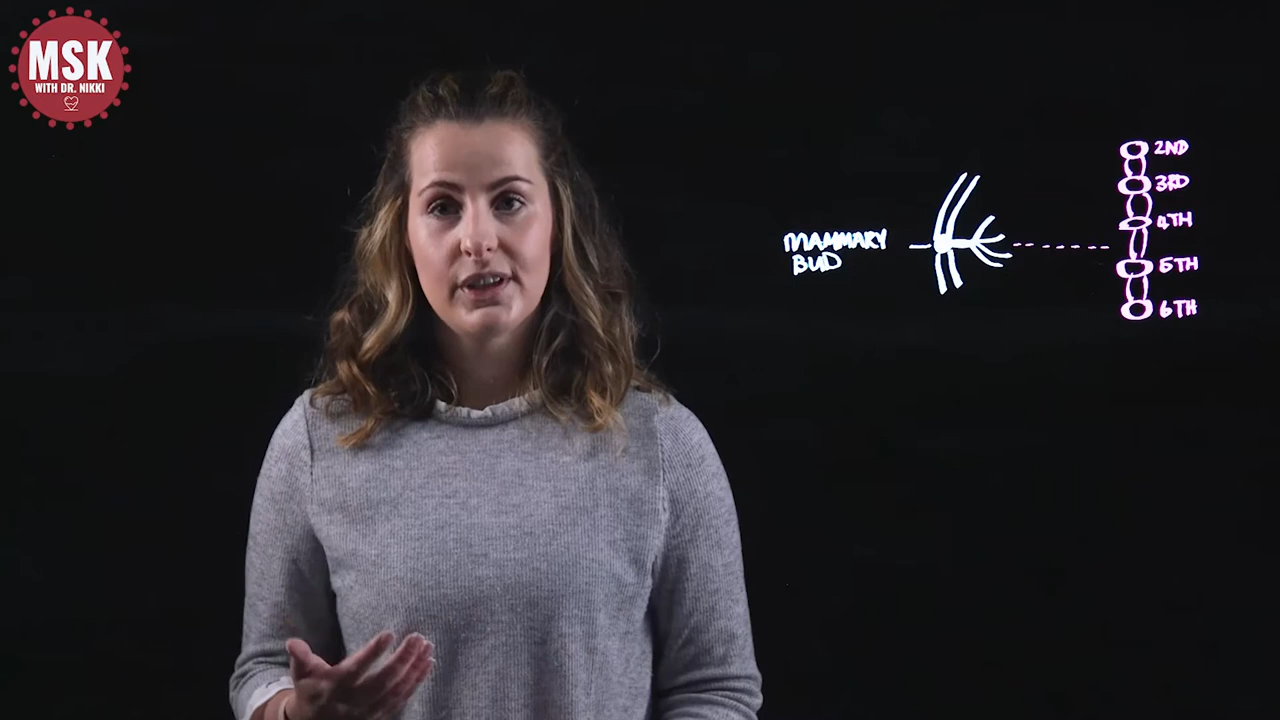 MSK
WITH DR. NIKKI
MAMMARY
BUD
2ND
3RD
4TH
5TH
6TH